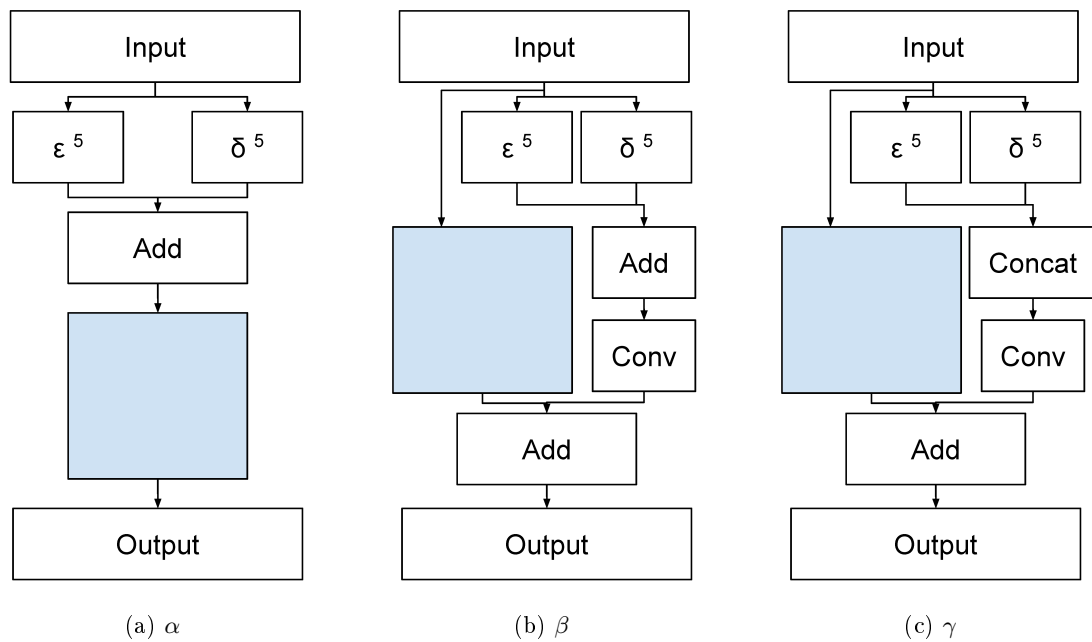 Input
ε ⁵
δ ⁵
Add
Output
(a) α
Input
ε ⁵
δ ⁵
Add
Conv
Add
Output
(b) β
Input
ε ⁵
δ ⁵
Concat
Conv
Add
Output
(c) γ